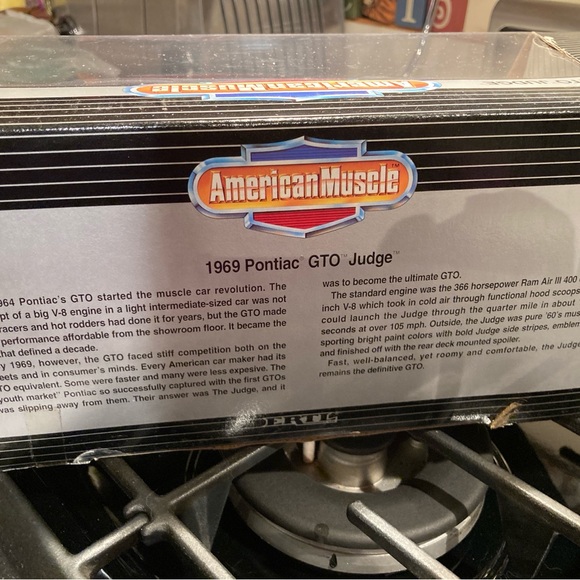 American Muscle
JUDGE
American Muscle™
1969 Pontiac® GTO™ Judge™
964 Pontiac's GTO started the muscle car revolution. The
pt of a big V-8 engine in a light intermediate-sized car was not
racers and hot rodders had done it for years, but the GTO made
performance affordable from the showroom floor. It became the
that defined a decade.
y 1969, however, the GTO faced stiff competition both on the
eets and in consumer's minds. Every American car maker had its
TO equivalent. Some were faster and many were less expesive. The
youth market" Pontiac so successfully captured with the first GTOs
was slipping away from them. Their answer was The Judge, and it
was to become the ultimate GTO.
The standard engine was the 366 horsepower Ram Air III 400
inch V-8 which took in cold air through functional hood scoops
could launch the Judge through the quarter mile in about
seconds at over 105 mph. Outside, the Judge was pure '60's mus
sporting bright paint colors with bold Judge side stripes, emblem
and finished off with the rear deck mounted spoiler.
Fast, well-balanced, yet roomy and comfortable, the Judge
remains the definitive GTO.
ERTL